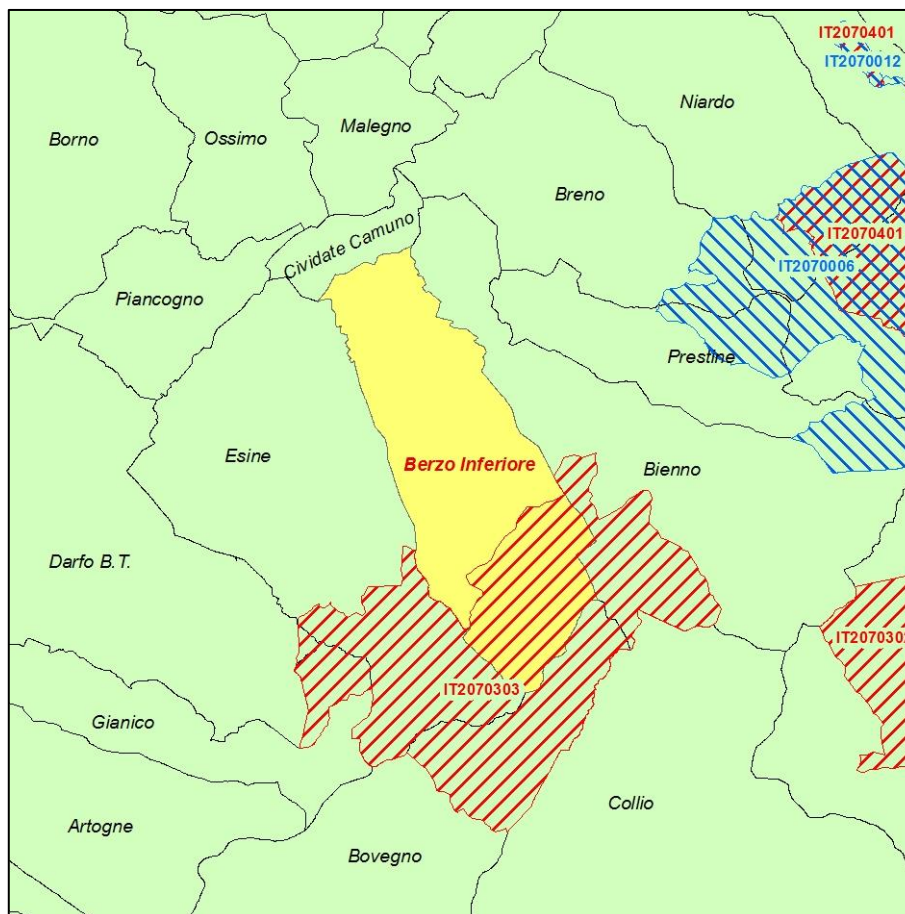 IT2070401
IT2070012
Niardo
Malegno
Borno
Ossimo
Breno
Cividate Camuno
IT2070401
IT2070006
Piancogno
Prestine
Esine
Berzo Inferiore
Bienno
Darfo B.T.
IT2070302
IT2070303
Gianico
Collio
Artogne
Bovegno